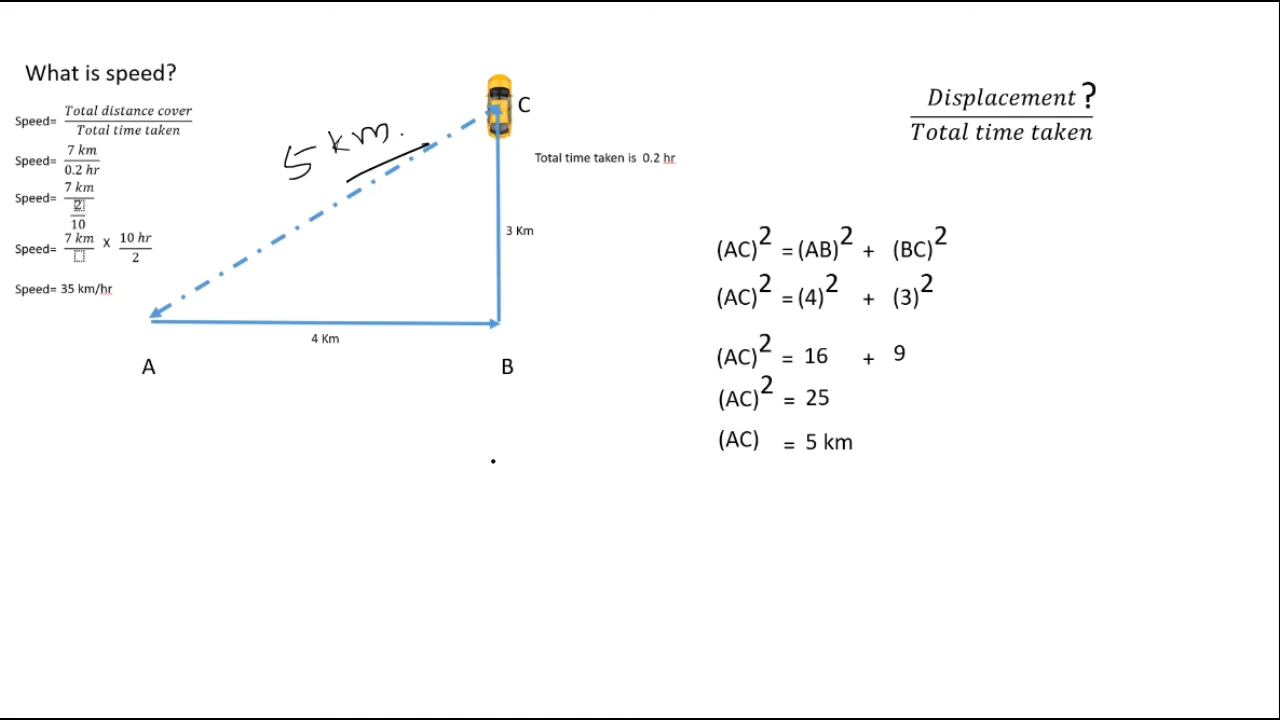 What is speed?
Speed= Total distance cover / Total time taken
Speed= 7 km / 0.2 hr
Speed= 7 km / 2 / 10
Speed= 7 km / x 10 hr / 2
Speed= 35 km/hr
5 km.
C
Total time taken is 0.2 hr
3 Km
4 Km
A
B
Displacement ? / Total time taken
(AC)² = (AB)² + (BC)²
(AC)² = (4)² + (3)²
(AC)² = 16 + 9
(AC)² = 25
(AC) = 5 km